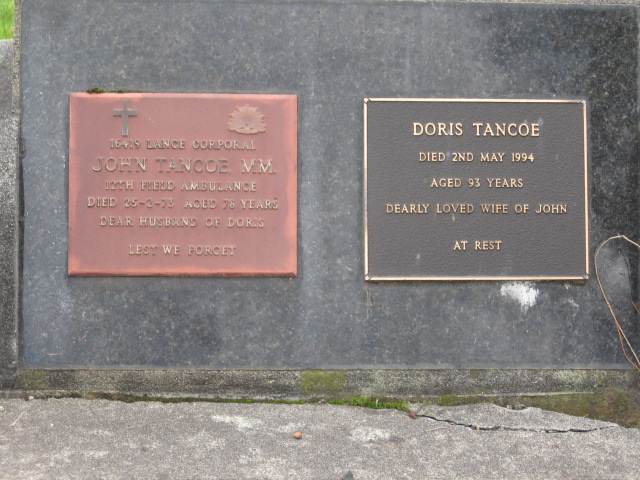 16419 LANCE CORPORAL
JOHN TANCOE. M.M.
12TH FIELD AMBULANCE
DIED 25-2-73 AGED 78 YEARS
DEAR HUSBAND OF DORIS
LEST WE FORGET
DORIS TANCOE
DIED 2ND MAY 1994
AGED 93 YEARS
DEARLY LOVED WIFE OF JOHN
AT REST